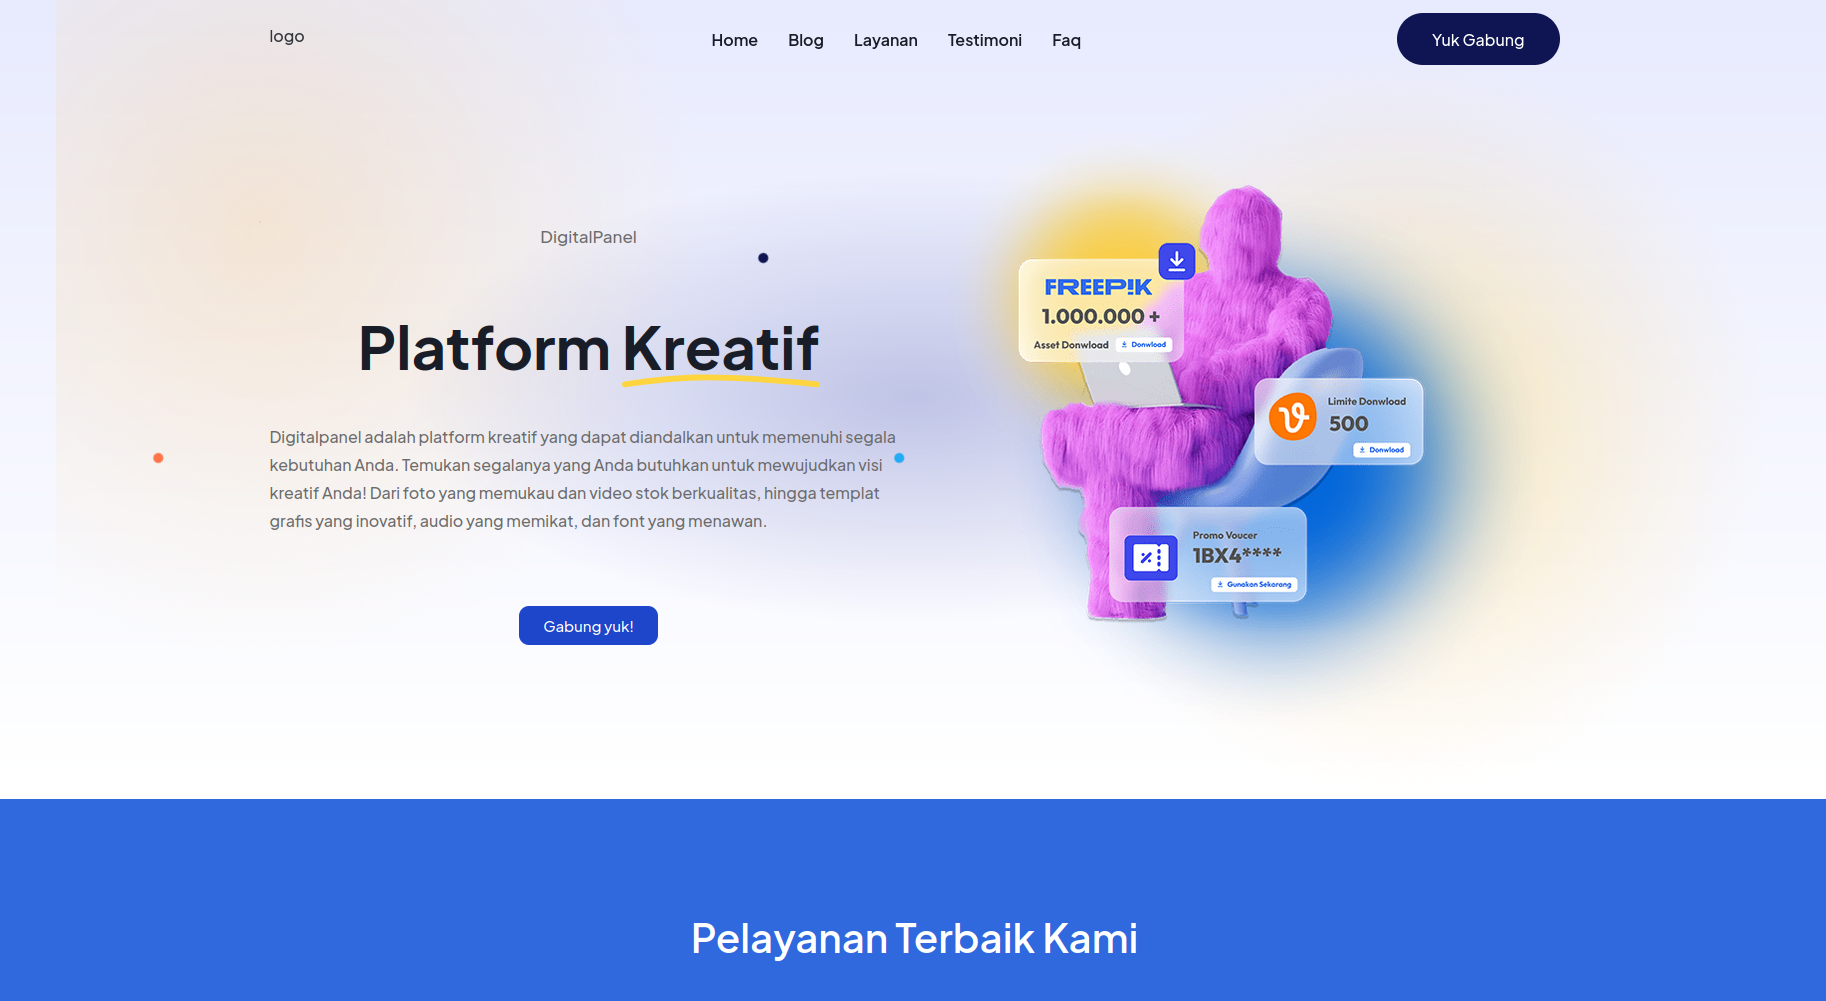 logo
Home Blog Layanan Testimoni Faq
Yuk Gabung
DigitalPanel
Platform Kreatif
Digitalpanel adalah platform kreatif yang dapat diandalkan untuk memenuhi segala
kebutuhan Anda. Temukan segalanya yang Anda butuhkan untuk mewujudkan visi
kreatif Anda! Dari foto yang memukau dan video stok berkualitas, hingga templat
grafis yang inovatif, audio yang memikat, dan font yang menawan.
Gabung yuk!
FREEP!K
1.000.000 +
Asset Donwload Donwload
Limite Donwload
500
Donwload
Promo Voucer
1BX4****
Gunakan Sekarang
Pelayanan Terbaik Kami